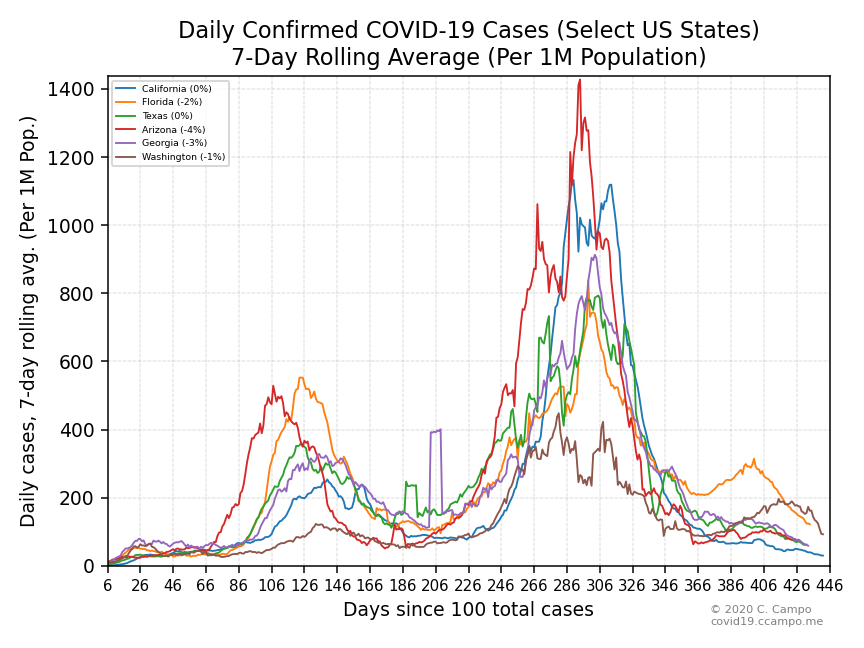 Daily Confirmed COVID-19 Cases (Select US States)
7-Day Rolling Average (Per 1M Population)
Daily cases, 7-day rolling avg. (Per 1M Pop.)
1400
1200
1000
800
600
400
200
0
California (0%)
Florida (-2%)
Texas (0%)
Arizona (-4%)
Georgia (-3%)
Washington (-1%)
6 26 46 66 86 106 126 146 166 186 206 226 246 266 286 306 326 346 366 386 406 426 446
Days since 100 total cases
© 2020 C. Campo
covid19.ccampo.me